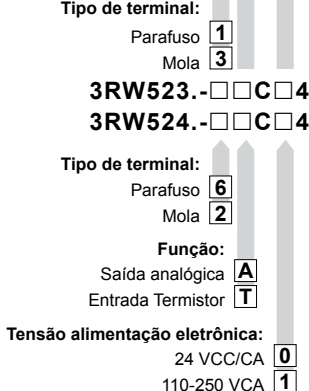 Tipo de terminal:
Parafuso 1
Mola 3
3RW523.-□□C□4
3RW524.-□□C□4
Tipo de terminal:
Parafuso 6
Mola 2
Função:
Saída analógica A
Entrada Termistor T
Tensão alimentação eletrônica:
24 VCC/CA 0
110-250 VCA 1